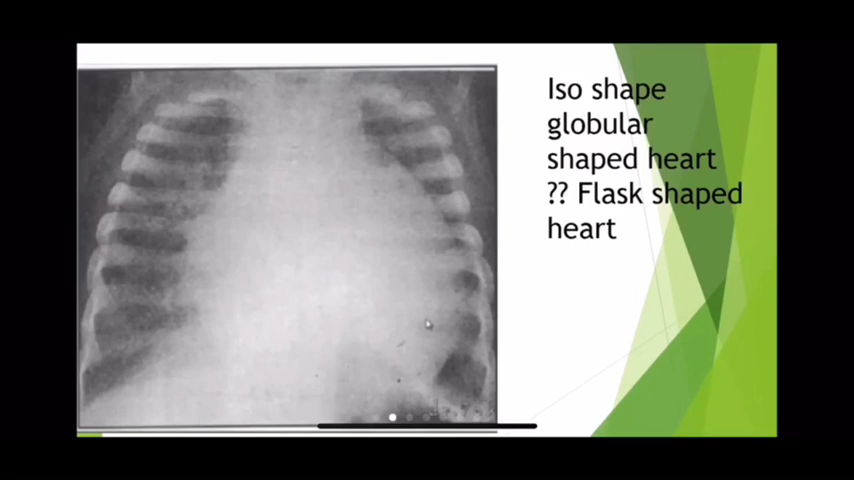 Iso shape
globular
shaped heart
?? Flask shaped
heart